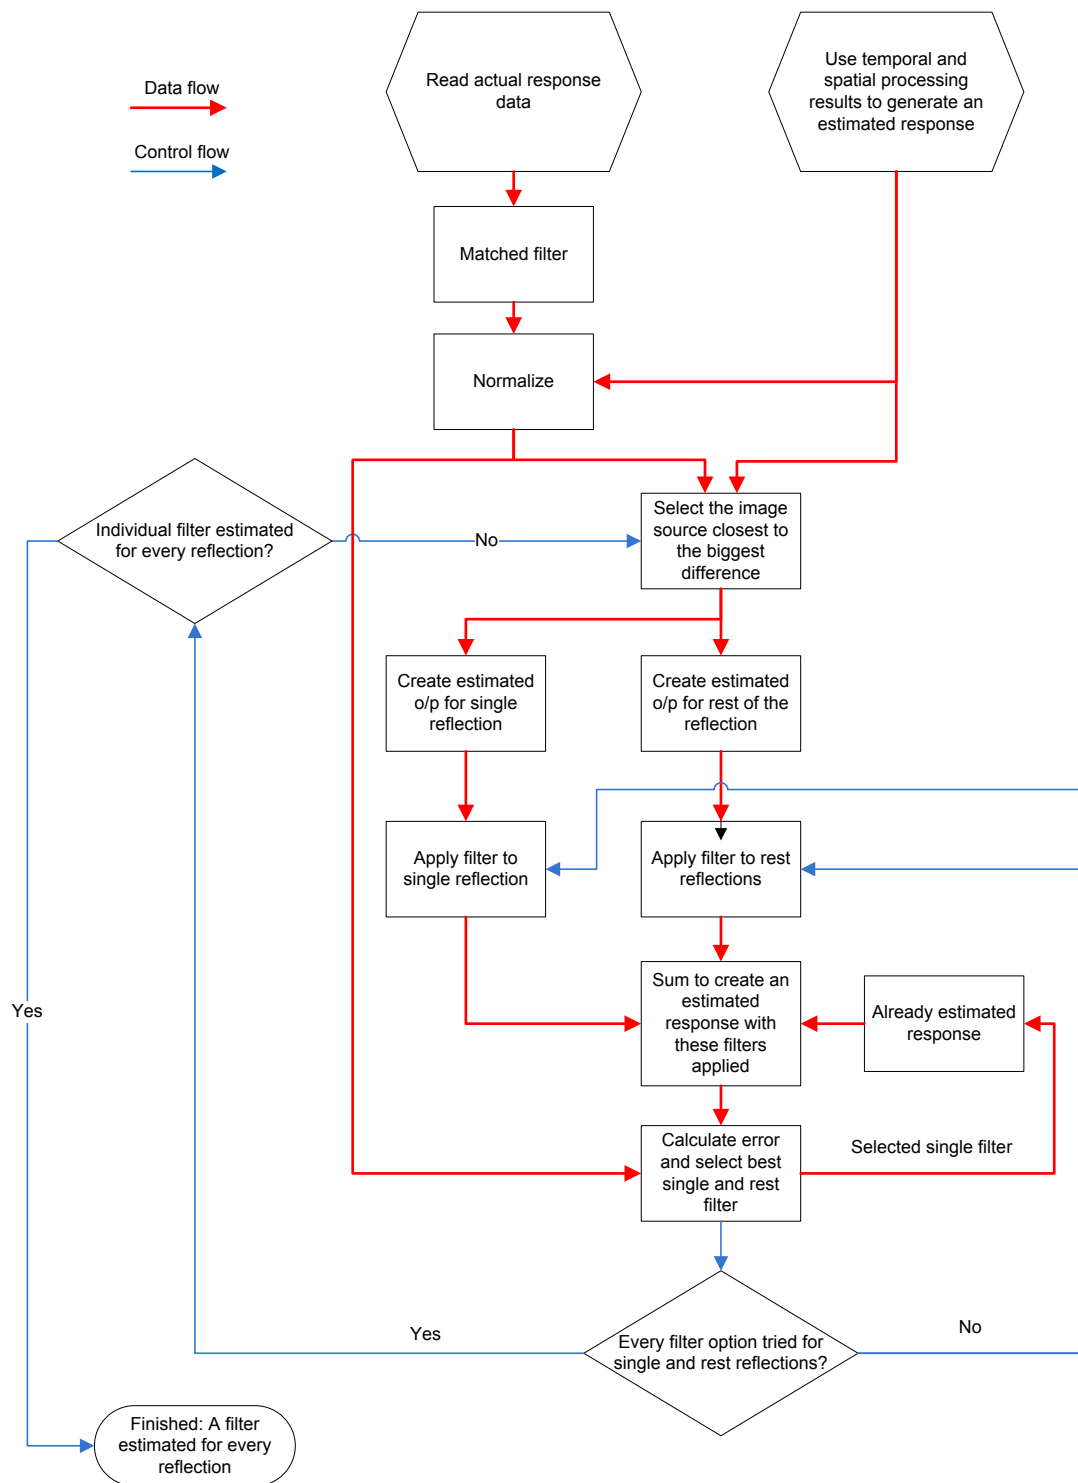 Data flow
Control flow
Read actual response
data
Use temporal and
spatial processing
results to generate an
estimated response
Matched filter
Normalize
Individual filter estimated
for every reflection?
No
Select the image
source closest to
the biggest
difference
Create estimated
o/p for single
reflection
Create estimated
o/p for rest of the
reflection
Apply filter to
single reflection
Apply filter to rest
reflections
Yes
Sum to create an
estimated
response with
these filters
applied
Already estimated
response
Calculate error
and select best
single and rest
filter
Selected single filter
Yes
Every filter option tried for
single and rest reflections?
No
Finished: A filter
estimated for every
reflection